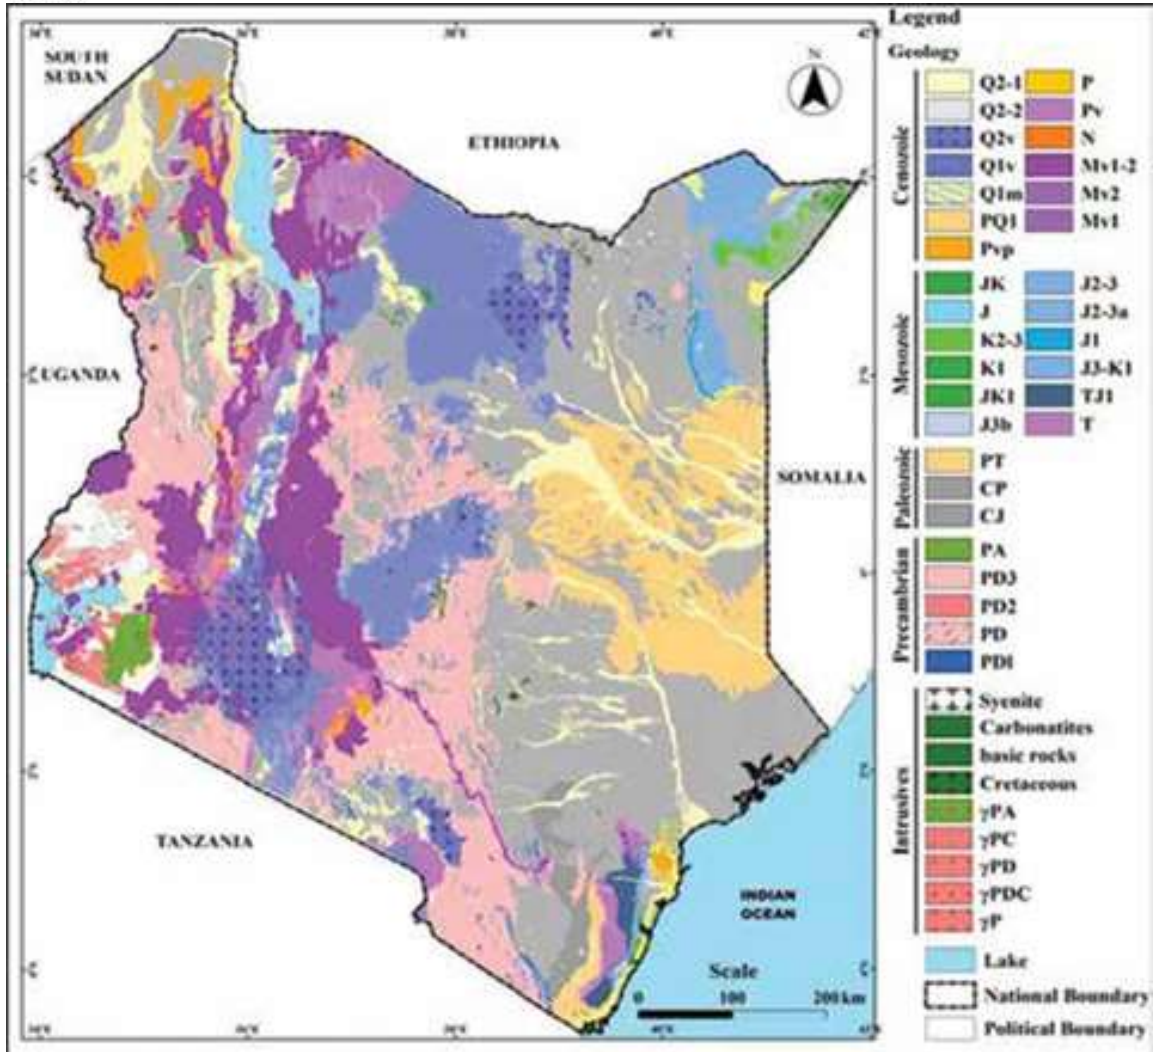 Legend
Geology
Cenozoic
Q2-1
P
Q2-2
Pv
Q2v
N
Q1v
Mv1-2
Q1m
Mv2
PQ1
Mv1
Pvp
Mesozoic
JK
J2-3
J
J2-3a
K2-3
J1
K1
J3-K1
JK1
TJ1
J3b
T
Paleozoic
PT
CP
CJ
Precambrian
PA
PD3
PD2
PD
PD1
Intrusives
Syenite
Carbonatites
basic rocks
Cretaceous
γPA
γPC
γPD
γPDC
γP
Lake
National Boundary
Political Boundary
SOUTH
SUDAN
N
ETHIOPIA
UGANDA
SOMALIA
TANZANIA
INDIAN
OCEAN
Scale
0 100 200 km